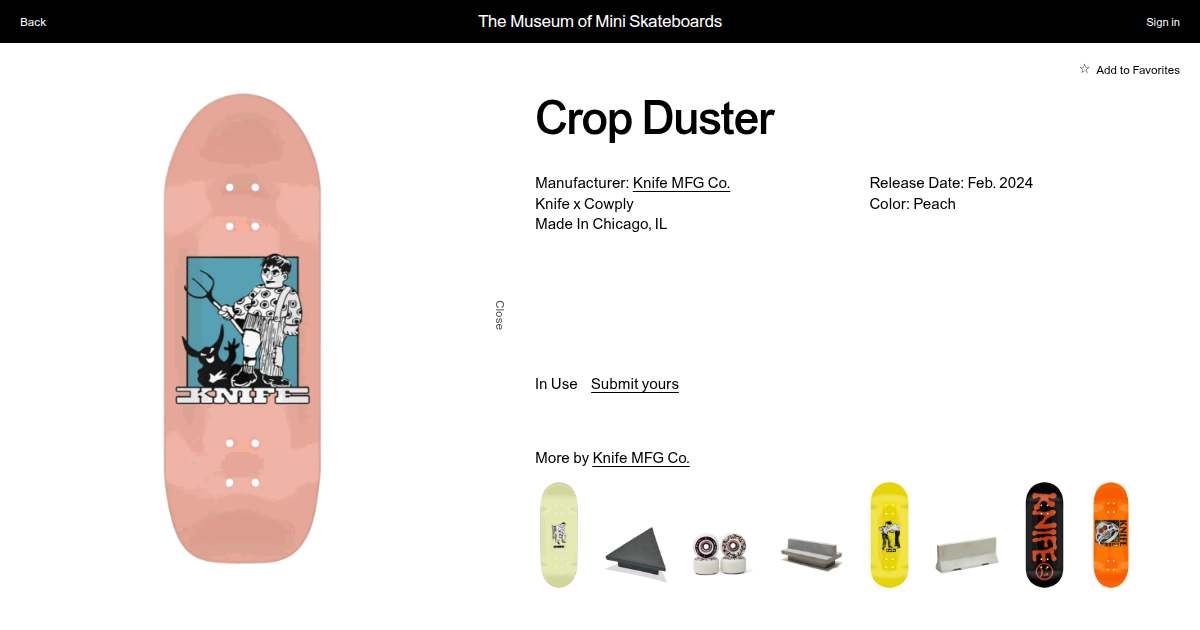 Back
The Museum of Mini Skateboards
Sign in
☆ Add to Favorites
Crop Duster
Manufacturer: Knife MFG Co.
Knife x Cowply
Made In Chicago, IL
Release Date: Feb. 2024
Color: Peach
KNIFE
Close
In Use Submit yours
More by Knife MFG Co.
KNIFE
KNIFE